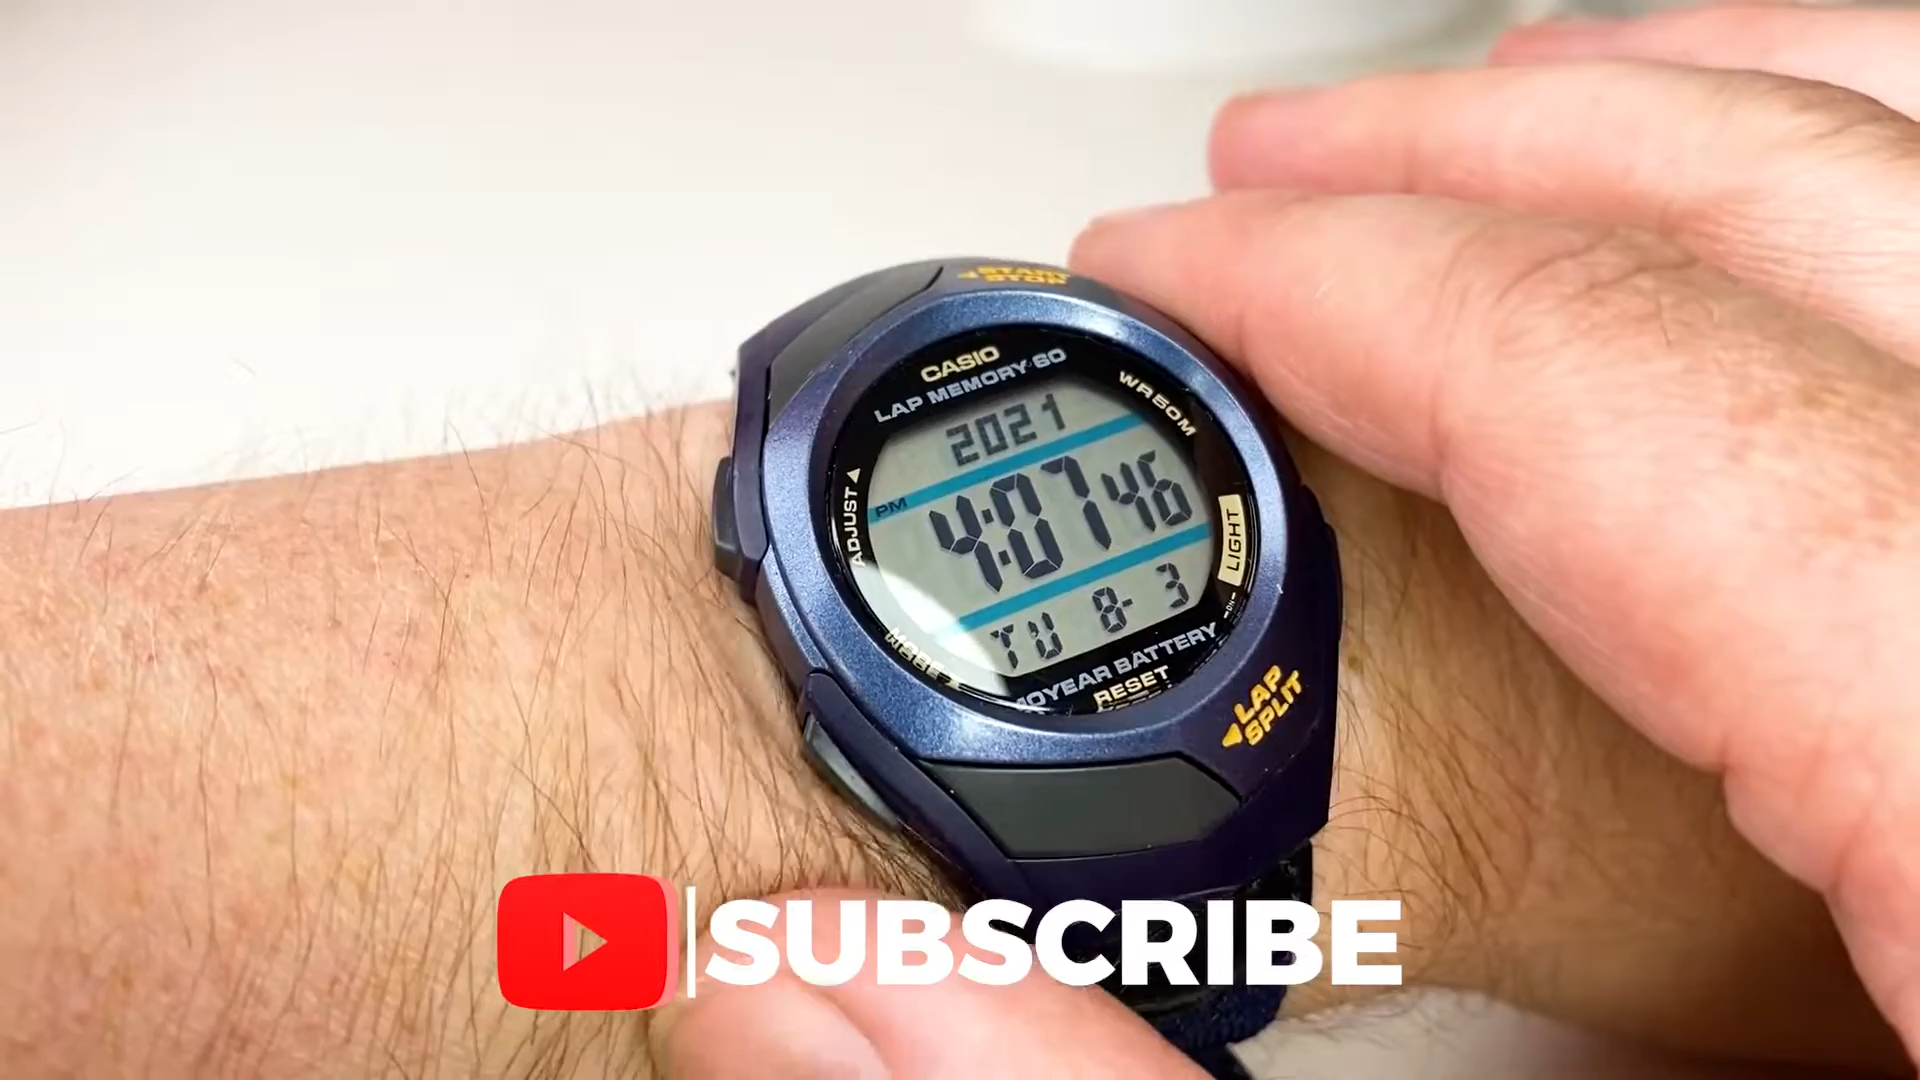 START
STOP
CASIO
LAP MEMORY 60
WR50M
2021
ADJUST
PM 4:07 46
LIGHT
TU 8-3
10YEAR BATTERY
RESET
LAP
SPLIT
SUBSCRIBE